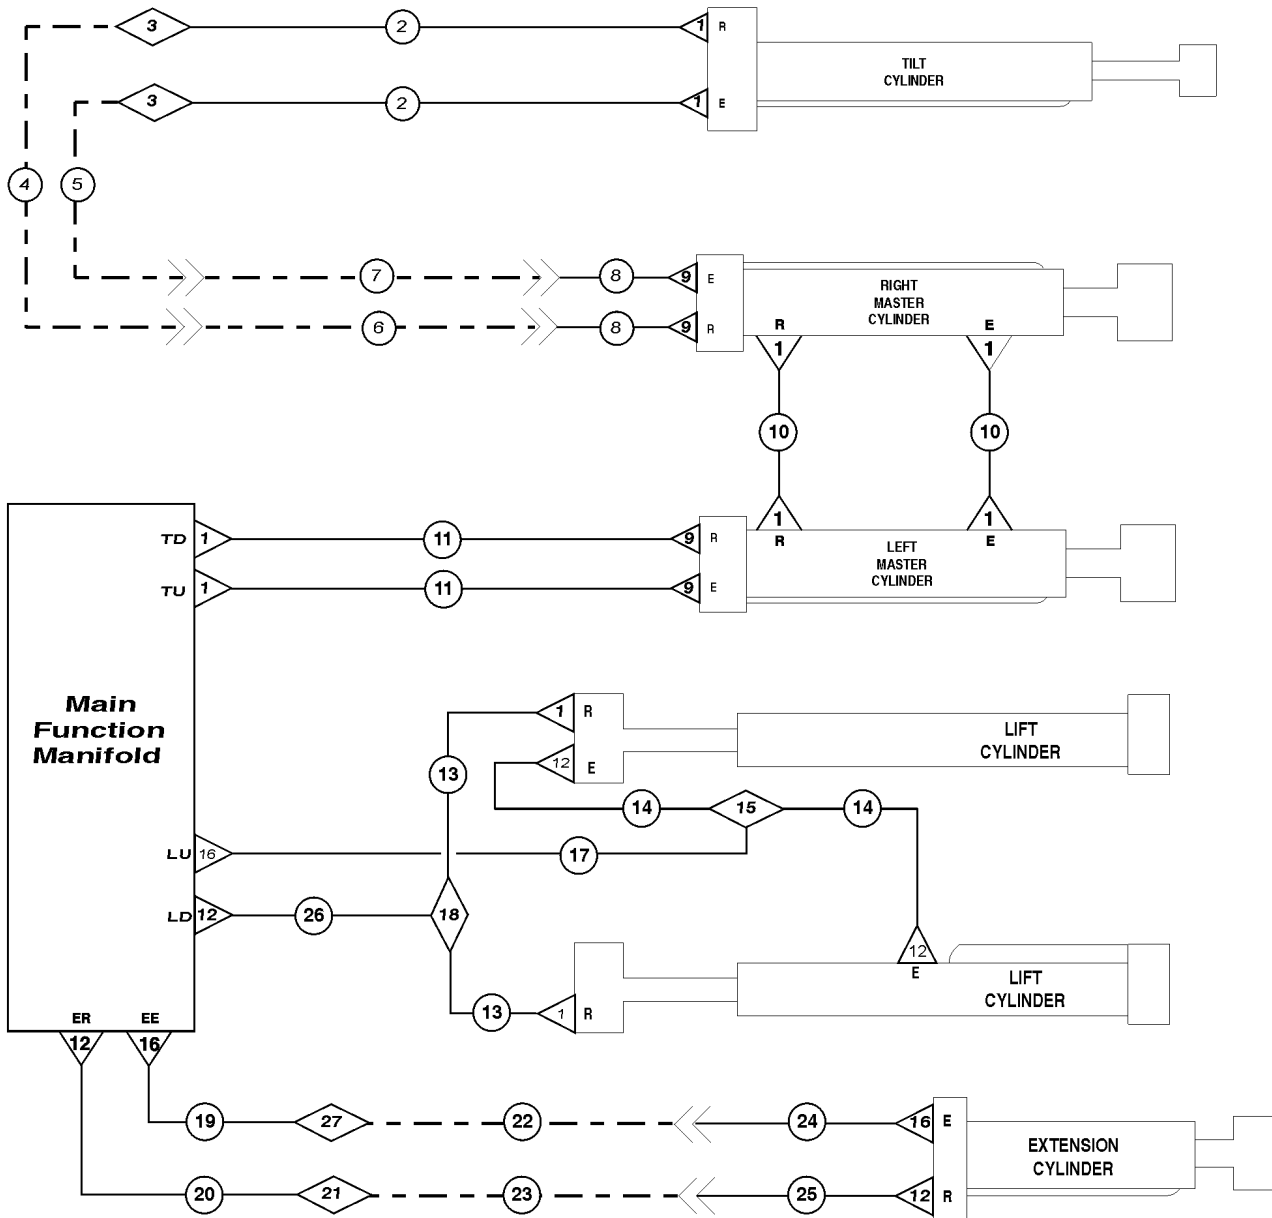 3 2 1 R
TILT
CYLINDER
3 2 1 E
4 5
7 8 9 E
6 8 9 R
RIGHT
MASTER
CYLINDER
R E
1 1
10 10
1 1
R E
TD 1 11 9 R
TU 1 11 9 E
LEFT
MASTER
CYLINDER
Main
Function
Manifold
1 R
12 E
LIFT
CYLINDER
13
14 15 14
LU 16 17
LD 12 26 18
12
E
LIFT
CYLINDER
13 1 R
ER EE
12 16
19 27 22 24 16 E
EXTENSION
CYLINDER
20 21 23 25 12 R